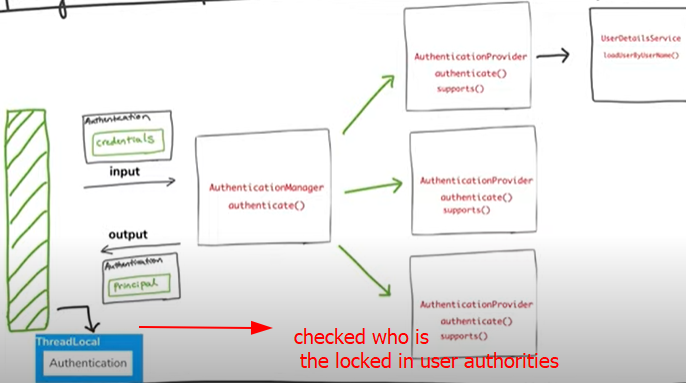 AuthenticationProvider
authenticate()
supports()
UserDetailsService
loadUserByUserName()
Authentication
credentials
input
AuthenticationManager
authenticate()
AuthenticationProvider
authenticate()
supports()
output
Authentication
principal
AuthenticationProvider
authenticate()
supports()
ThreadLocal
Authentication
checked who is
the locked in user authorities